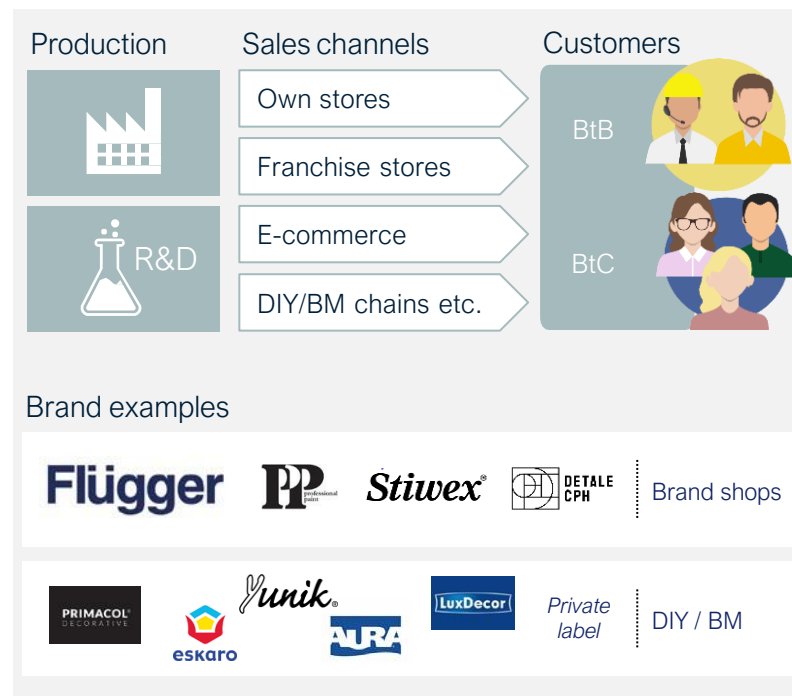 Production
Sales channels
Customers
Own stores
Franchise stores
E-commerce
DIY/BM chains etc.
R&D
BtB
BtC
Brand examples
Flügger
PP professional
paint
Stiwex®
DETALE
CPH
Brand shops
PRIMACOL®
DECORATIVE
eskaro
Yunik®
AURA
LuxDecor
Private
label
DIY / BM